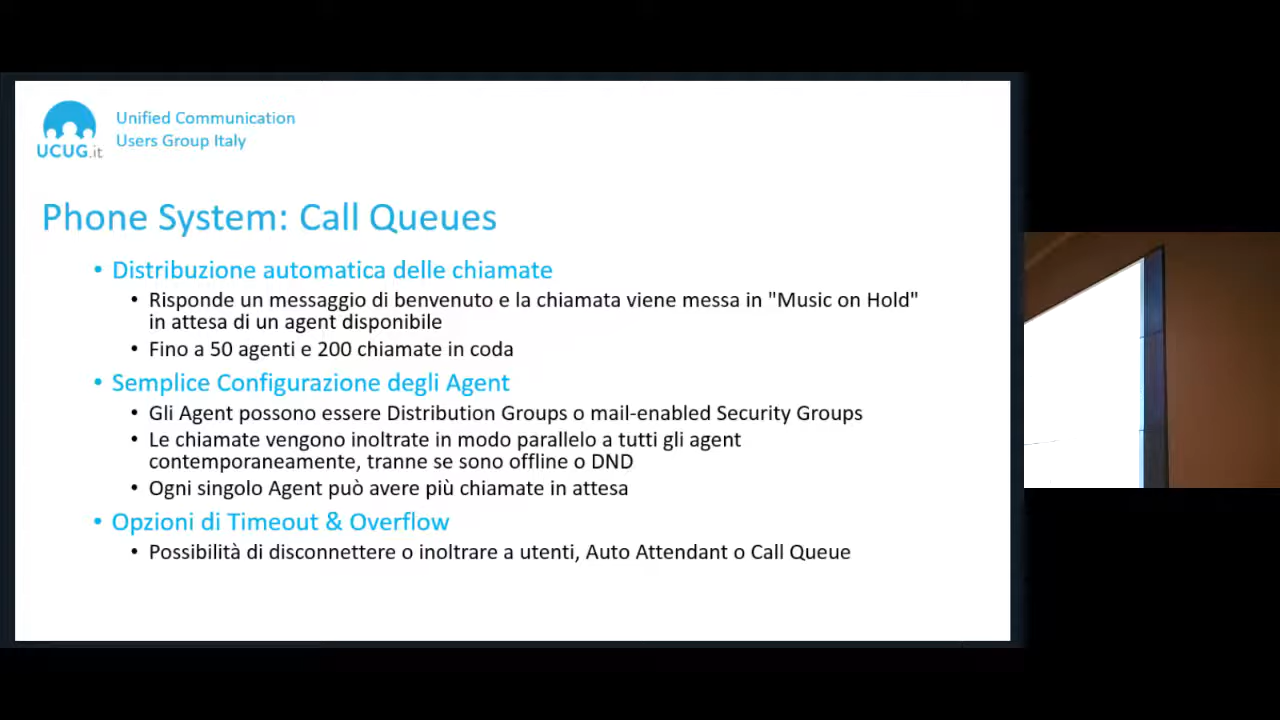 Unified Communication
Users Group Italy
UCUG.it
Phone System: Call Queues
• Distribuzione automatica delle chiamate
• Risponde un messaggio di benvenuto e la chiamata viene messa in "Music on Hold"
in attesa di un agent disponibile
• Fino a 50 agenti e 200 chiamate in coda
• Semplice Configurazione degli Agent
• Gli Agent possono essere Distribution Groups o mail-enabled Security Groups
• Le chiamate vengono inoltrate in modo parallelo a tutti gli agent
contemporaneamente, tranne se sono offline o DND
• Ogni singolo Agent può avere più chiamate in attesa
• Opzioni di Timeout & Overflow
• Possibilità di disconnettere o inoltrare a utenti, Auto Attendant o Call Queue